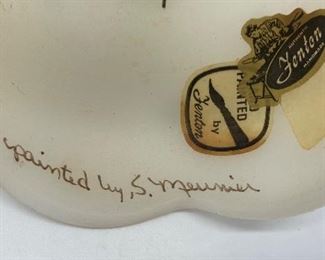 Fenton
PAINTED
by
Fenton
painted by, S. Meunier